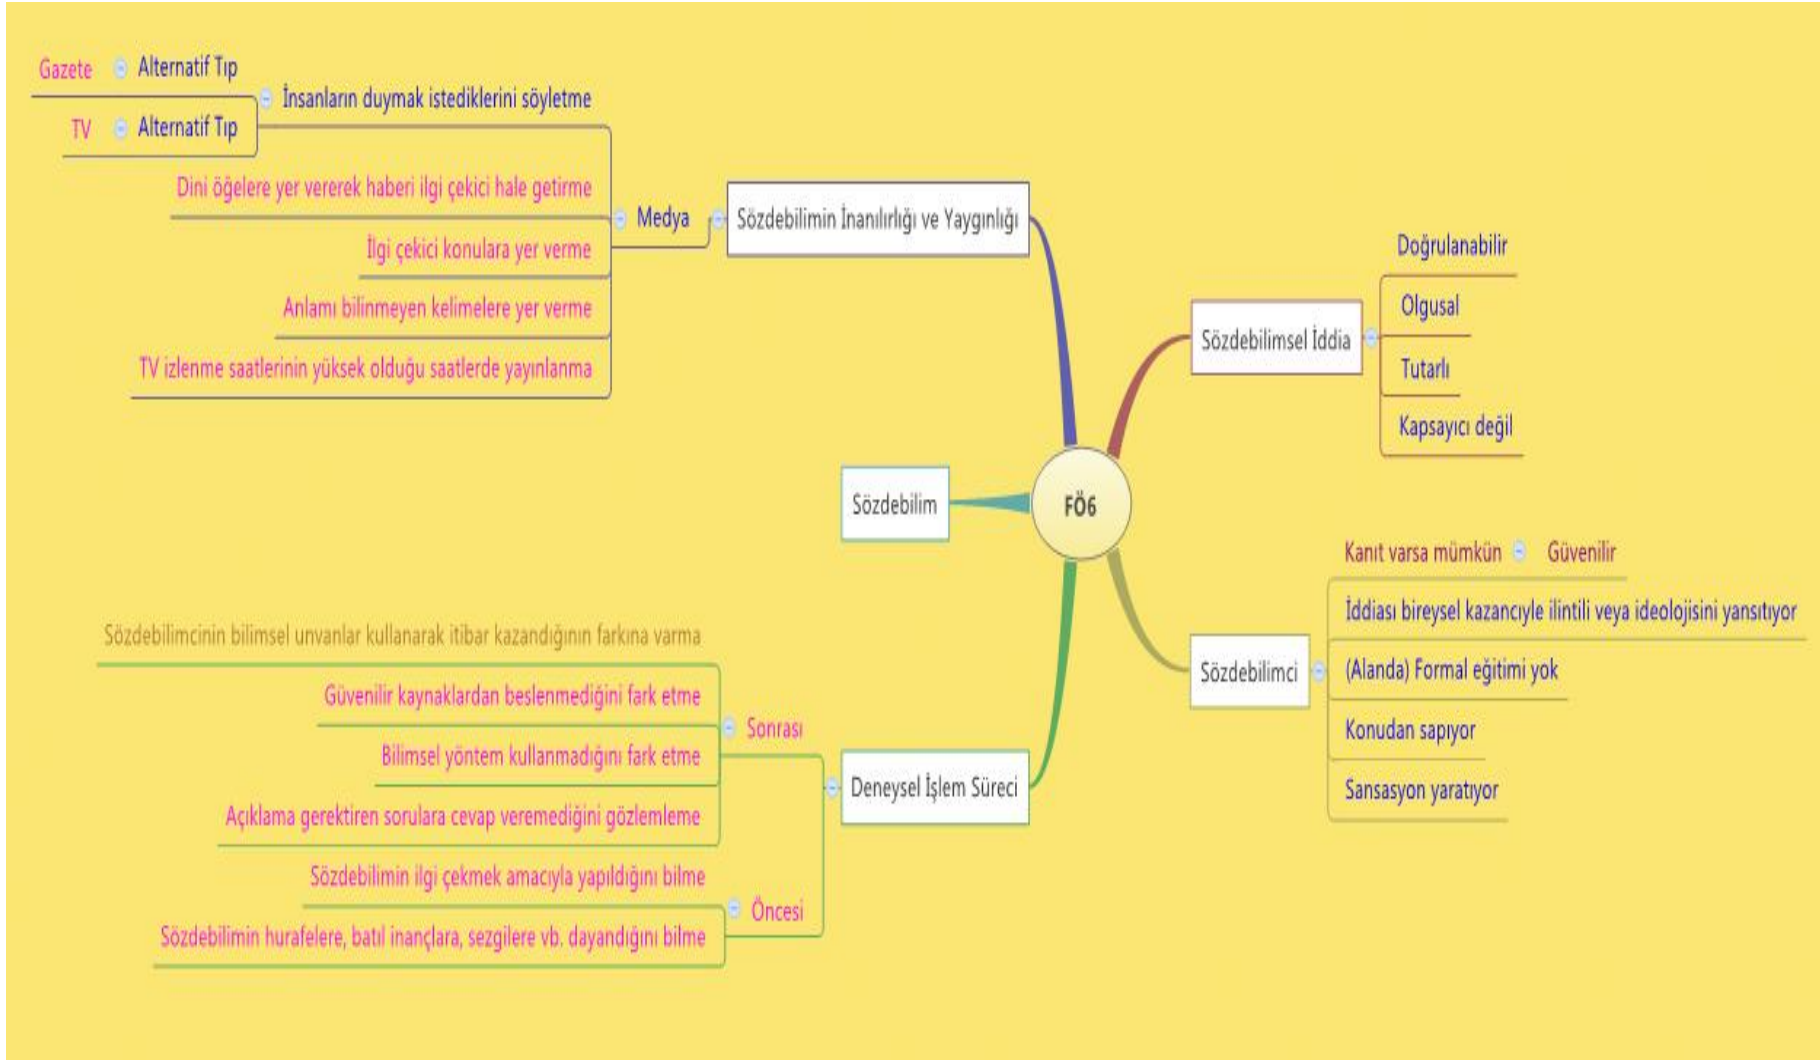 Gazete
Alternatif Tıp
İnsanların duymak istediklerini söyletme
TV
Alternatif Tıp
Dini öğelere yer vererek haberi ilgi çekici hale getirme
Medya
Sözdebilimin İnanılırlığı ve Yaygınlığı
İlgi çekici konulara yer verme
Anlamı bilinmeyen kelimelere yer verme
TV izlenme saatlerinin yüksek olduğu saatlerde yayınlanma
Sözdebilimsel İddia
Doğrulanabilir
Olgusal
Tutarlı
Kapsayıcı değil
Sözdebilim
FÖ6
Kanıt varsa mümkün
Güvenilir
İddiası bireysel kazancıyle ilintili veya ideolojisini yansıtıyor
Sözdebilimci
(Alanda) Formal eğitimi yok
Konudan sapıyor
Sansasyon yaratıyor
Sözdebilimcinin bilimsel unvanlar kullanarak itibar kazandığının farkına varma
Güvenilir kaynaklardan beslenmediğini fark etme
Sonrası
Bilimsel yöntem kullanmadığını fark etme
Deneysel İşlem Süreci
Açıklama gerektiren sorulara cevap veremediğini gözlemleme
Sözdebilimin ilgi çekmek amacıyla yapıldığını bilme
Öncesi
Sözdebilimin hurafelere, batıl inançlara, sezgilere vb. dayandığını bilme